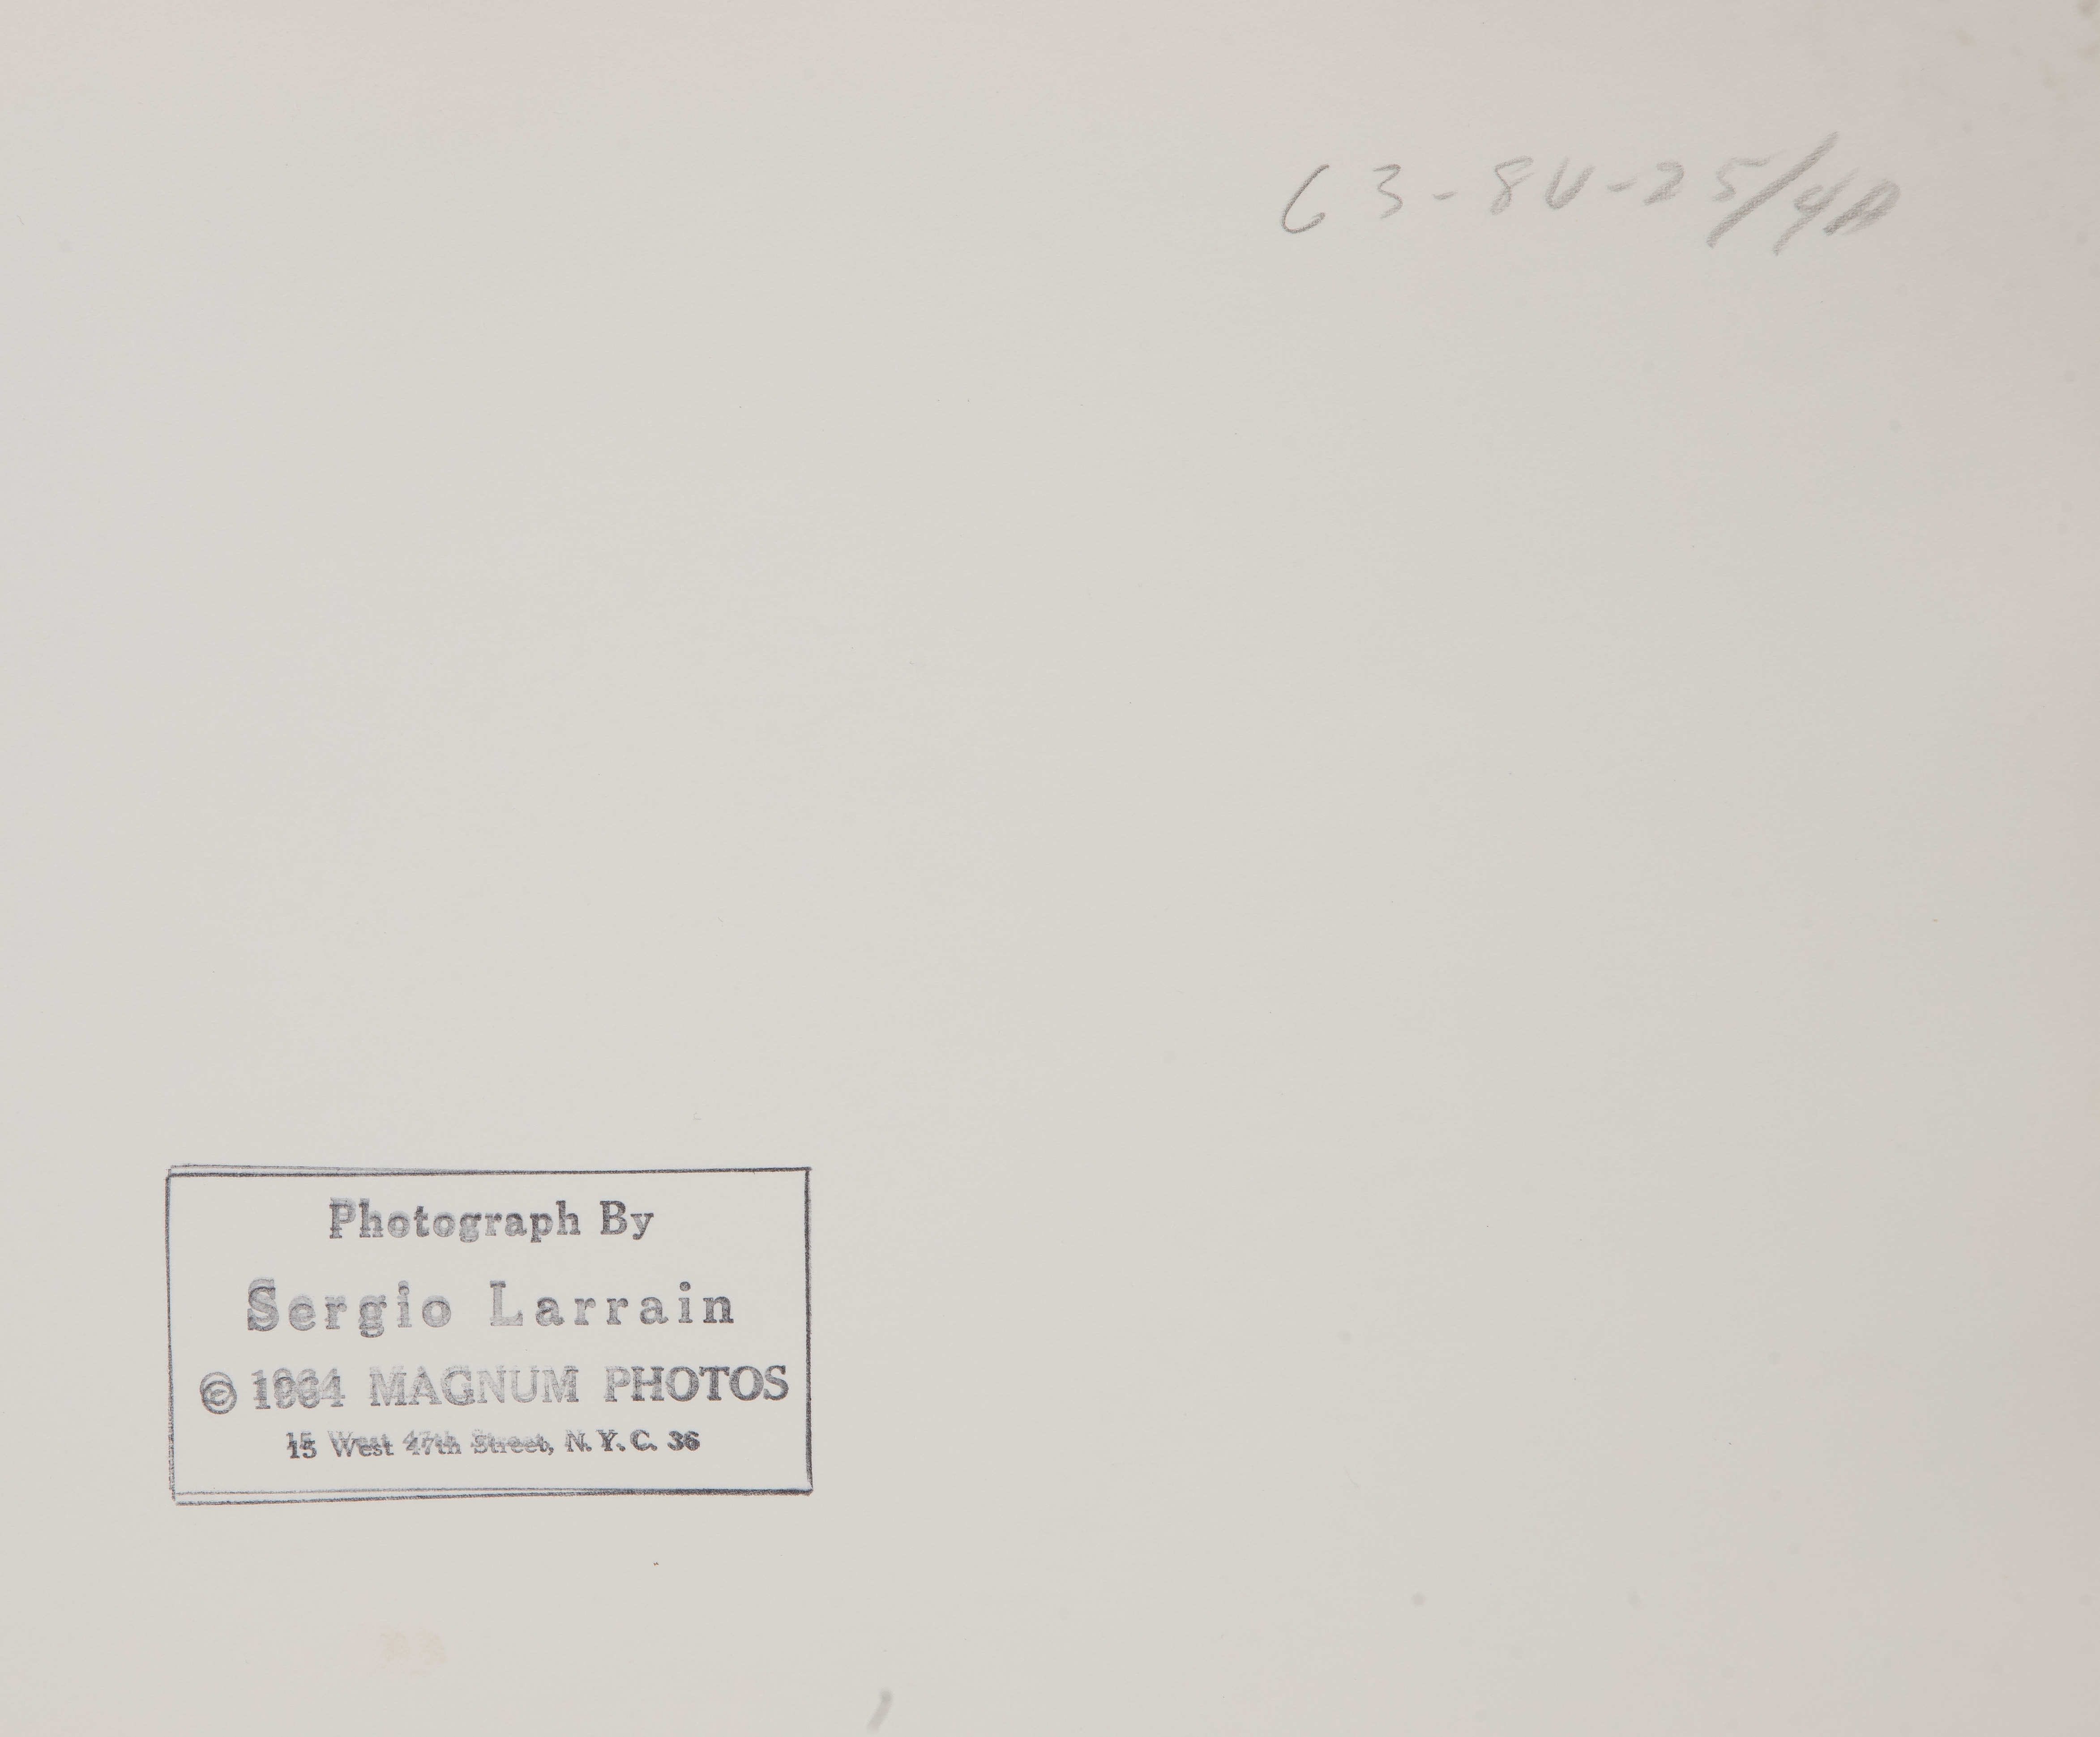 63-8U-25/4A
Photograph By
Sergio Larrain
© 1964 MAGNUM PHOTOS
15 West 47th Street, N.Y.C. 36